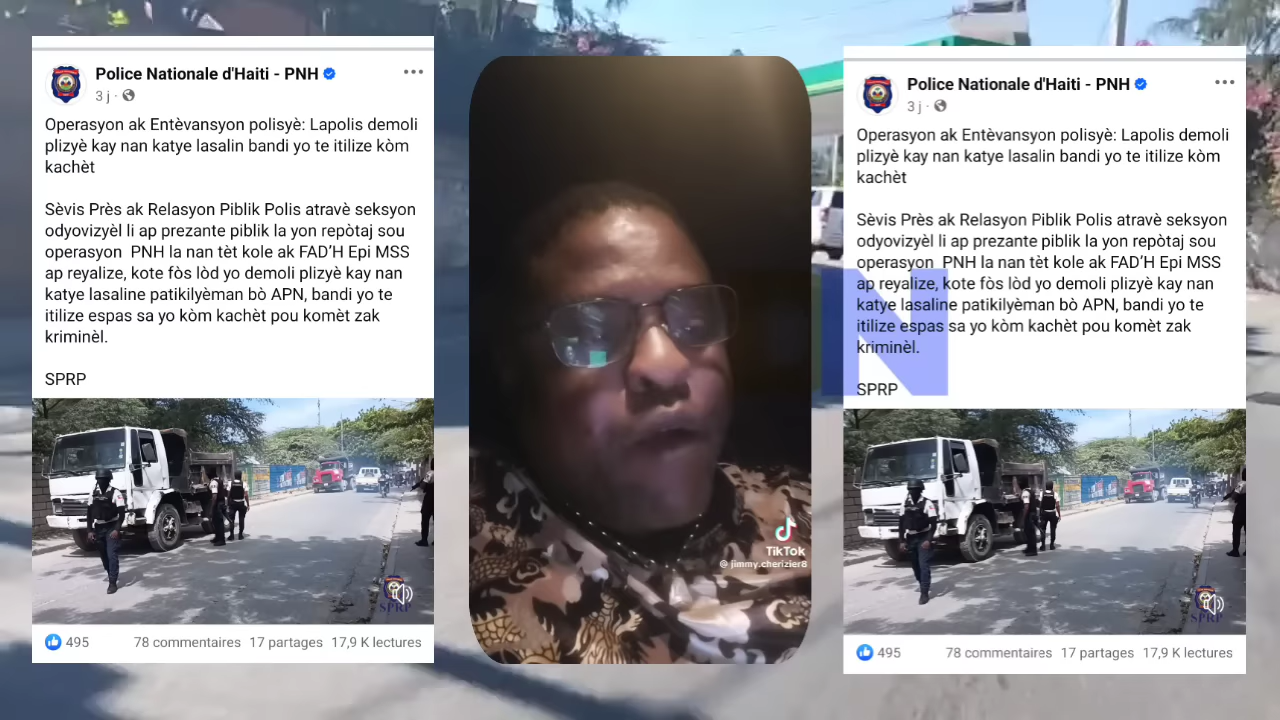 Police Nationale d'Haiti - PNH
3 j ·
Operasyon ak Entèvansyon polisyè: Lapolis demoli
plizyè kay nan katye lasalin bandi yo te itilize kòm
kachèt
Sèvis Près ak Relasyon Piblik Polis atravè seksyon
odyovizyèl li ap prezante piblik la yon repòtaj sou
operasyon PNH la nan tèt kole ak FAD'H Epi MSS
ap reyalize, kote fòs lòd yo demoli plizyè kay nan
katye lasaline patikilyèman bò APN, bandi yo te
itilize espas sa yo kòm kachèt pou komèt zak
kriminèl.
SPRP
SPRP
495 78 commentaires 17 partages 17,9 K lectures
TikTok
@jimmy.cherizier8
N
Police Nationale d'Haiti - PNH
3 j ·
Operasyon ak Entèvansyon polisyè: Lapolis demoli
plizyè kay nan katye lasalin bandi yo te itilize kòm
kachèt
Sèvis Près ak Relasyon Piblik Polis atravè seksyon
odyovizyèl li ap prezante piblik la yon repòtaj sou
operasyon PNH la nan tèt kole ak FAD'H Epi MSS
ap reyalize, kote fòs lòd yo demoli plizyè kay nan
katye lasaline patikilyèman bò APN, bandi yo te
itilize espas sa yo kòm kachèt pou komèt zak
kriminèl.
SPRP
SPRP
495 78 commentaires 17 partages 17,9 K lectures